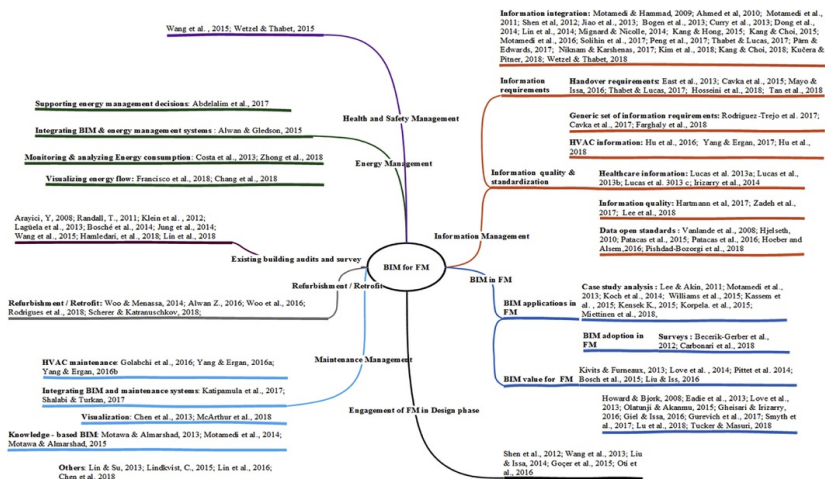 Wang et al. , 2015; Wetzel & Thabet, 2015
Health and Safety Management
Supporting energy management decisions: Abdelalim et al., 2017
Integrating BIM & energy management systems : Alwan & Gledson, 2015
Monitoring & analyzing Energy consumption: Costa et al., 2013; Zhong et al., 2018
Visualizing energy flow: Francisco et al., 2018; Chang et al., 2018
Energy Management
Arayici, Y, 2008; Randall, T., 2011; Klein et al. , 2012;
Lagüela et al., 2013; Bosché et al., 2014; Jung et al., 2014;
Wang et al., 2015; Hamledari, et al., 2018; Lin et al., 2018
Existing building audits and survey
Refurbishment / Retrofit: Woo & Menassa, 2014; Alwan Z., 2016; Woo et al., 2016;
Rodrigues et al., 2018; Scherer & Katranuschkov, 2018;
Refurbishment / Retrofit
HVAC maintenance: Golabchi et al., 2016; Yang & Ergan, 2016a;
Yang & Ergan, 2016b
Integrating BIM and maintenance systems: Katipamula et al., 2017;
Shalabi & Turkan, 2017
Visualization: Chen et al., 2013; McArthur et al., 2018
Knowledge - based BIM: Motawa & Almarshad, 2013; Motamedi et al., 2014;
Motawa & Almarshad, 2015
Others: Lin & Su, 2013; Lindkvist, C., 2015; Lin et al., 2016;
Chen et al. 2018
Maintenance Management
BIM for FM
Information integration: Motamedi & Hammad, 2009; Ahmed et al, 2010; Motamedi et al.,
2011; Shen et al, 2012; Jiao et al., 2013; Bogen et al., 2013; Curry et al., 2013; Dong et al.,
2014; Lin et al., 2014; Mignard & Nicolle, 2014; Kang & Hong, 2015; Kang & Choi, 2015;
Motamedi et al., 2016; Solihin et al., 2017; Peng et al., 2017; Thabet & Lucas, 2017; Pärn &
Edwards, 2017; Niknam & Karshenas, 2017; Kim et al., 2018; Kang & Choi, 2018; Kučera &
Pitner, 2018; Wetzel & Thabet, 2018
Information
requirements
Handover requirements: East et al., 2013; Cavka et al., 2015; Mayo &
Issa, 2016; Thabet & Lucas, 2017; Hosseini et al., 2018; Tan et al., 2018
Generic set of information requirements: Rodriguez-Trejo et al. 2017;
Cavka et al., 2017; Farghaly et al., 2018
HVAC information: Hu et al., 2016; Yang & Ergan, 2017; Hu et al.,
2018
Information quality &
standardization
Healthcare information: Lucas et al. 2013a; Lucas et al.,
2013b; Lucas et al. 3013 c; Irizarry et al., 2014
Information quality: Hartmann et al., 2017; Zadeh et al.,
2017; Lee et al., 2018
Data open standards : Vanlande et al., 2008; Hjelseth,
2010; Patacas et al., 2015; Patacas et al., 2016; Hoeber and
Alsem,2016; Pishdad-Bozorgi et al., 2018
Information Management
BIM in FM
BIM applications in
FM
Case study analysis : Lee & Akin, 2011; Motamedi et al.,
2013; Koch et al., 2014; Williams et al., 2015; Kassem et
al. , 2015; Kensek K., 2015; Korpela. et al., 2015;
Miettinen et al., 2018,
BIM adoption in
FM
Surveys : Becerik-Gerber et al.,
2012; Carbonari et al., 2018
BIM value for FM
Kivits & Furneaux, 2013; Love et al. , 2014; Pittet et al. 2014;
Bosch et al., 2015; Liu & Iss, 2016
Howard & Bjork, 2008; Eadie et al., 2013; Love et al.,
2013; Olatunji & Akanmu, 2015; Gheisari & Irizarry,
2016; Giel & Issa, 2016; Gurevich et al., 2017; Smyth et
al., 2017; Lu et al., 2018; Tucker & Masuri, 2018
Engagement of FM in Design phase
Shen et al., 2012; Wang et al., 2013; Liu
& Issa, 2014; Goçer et al., 2015; Oti et
al., 2016